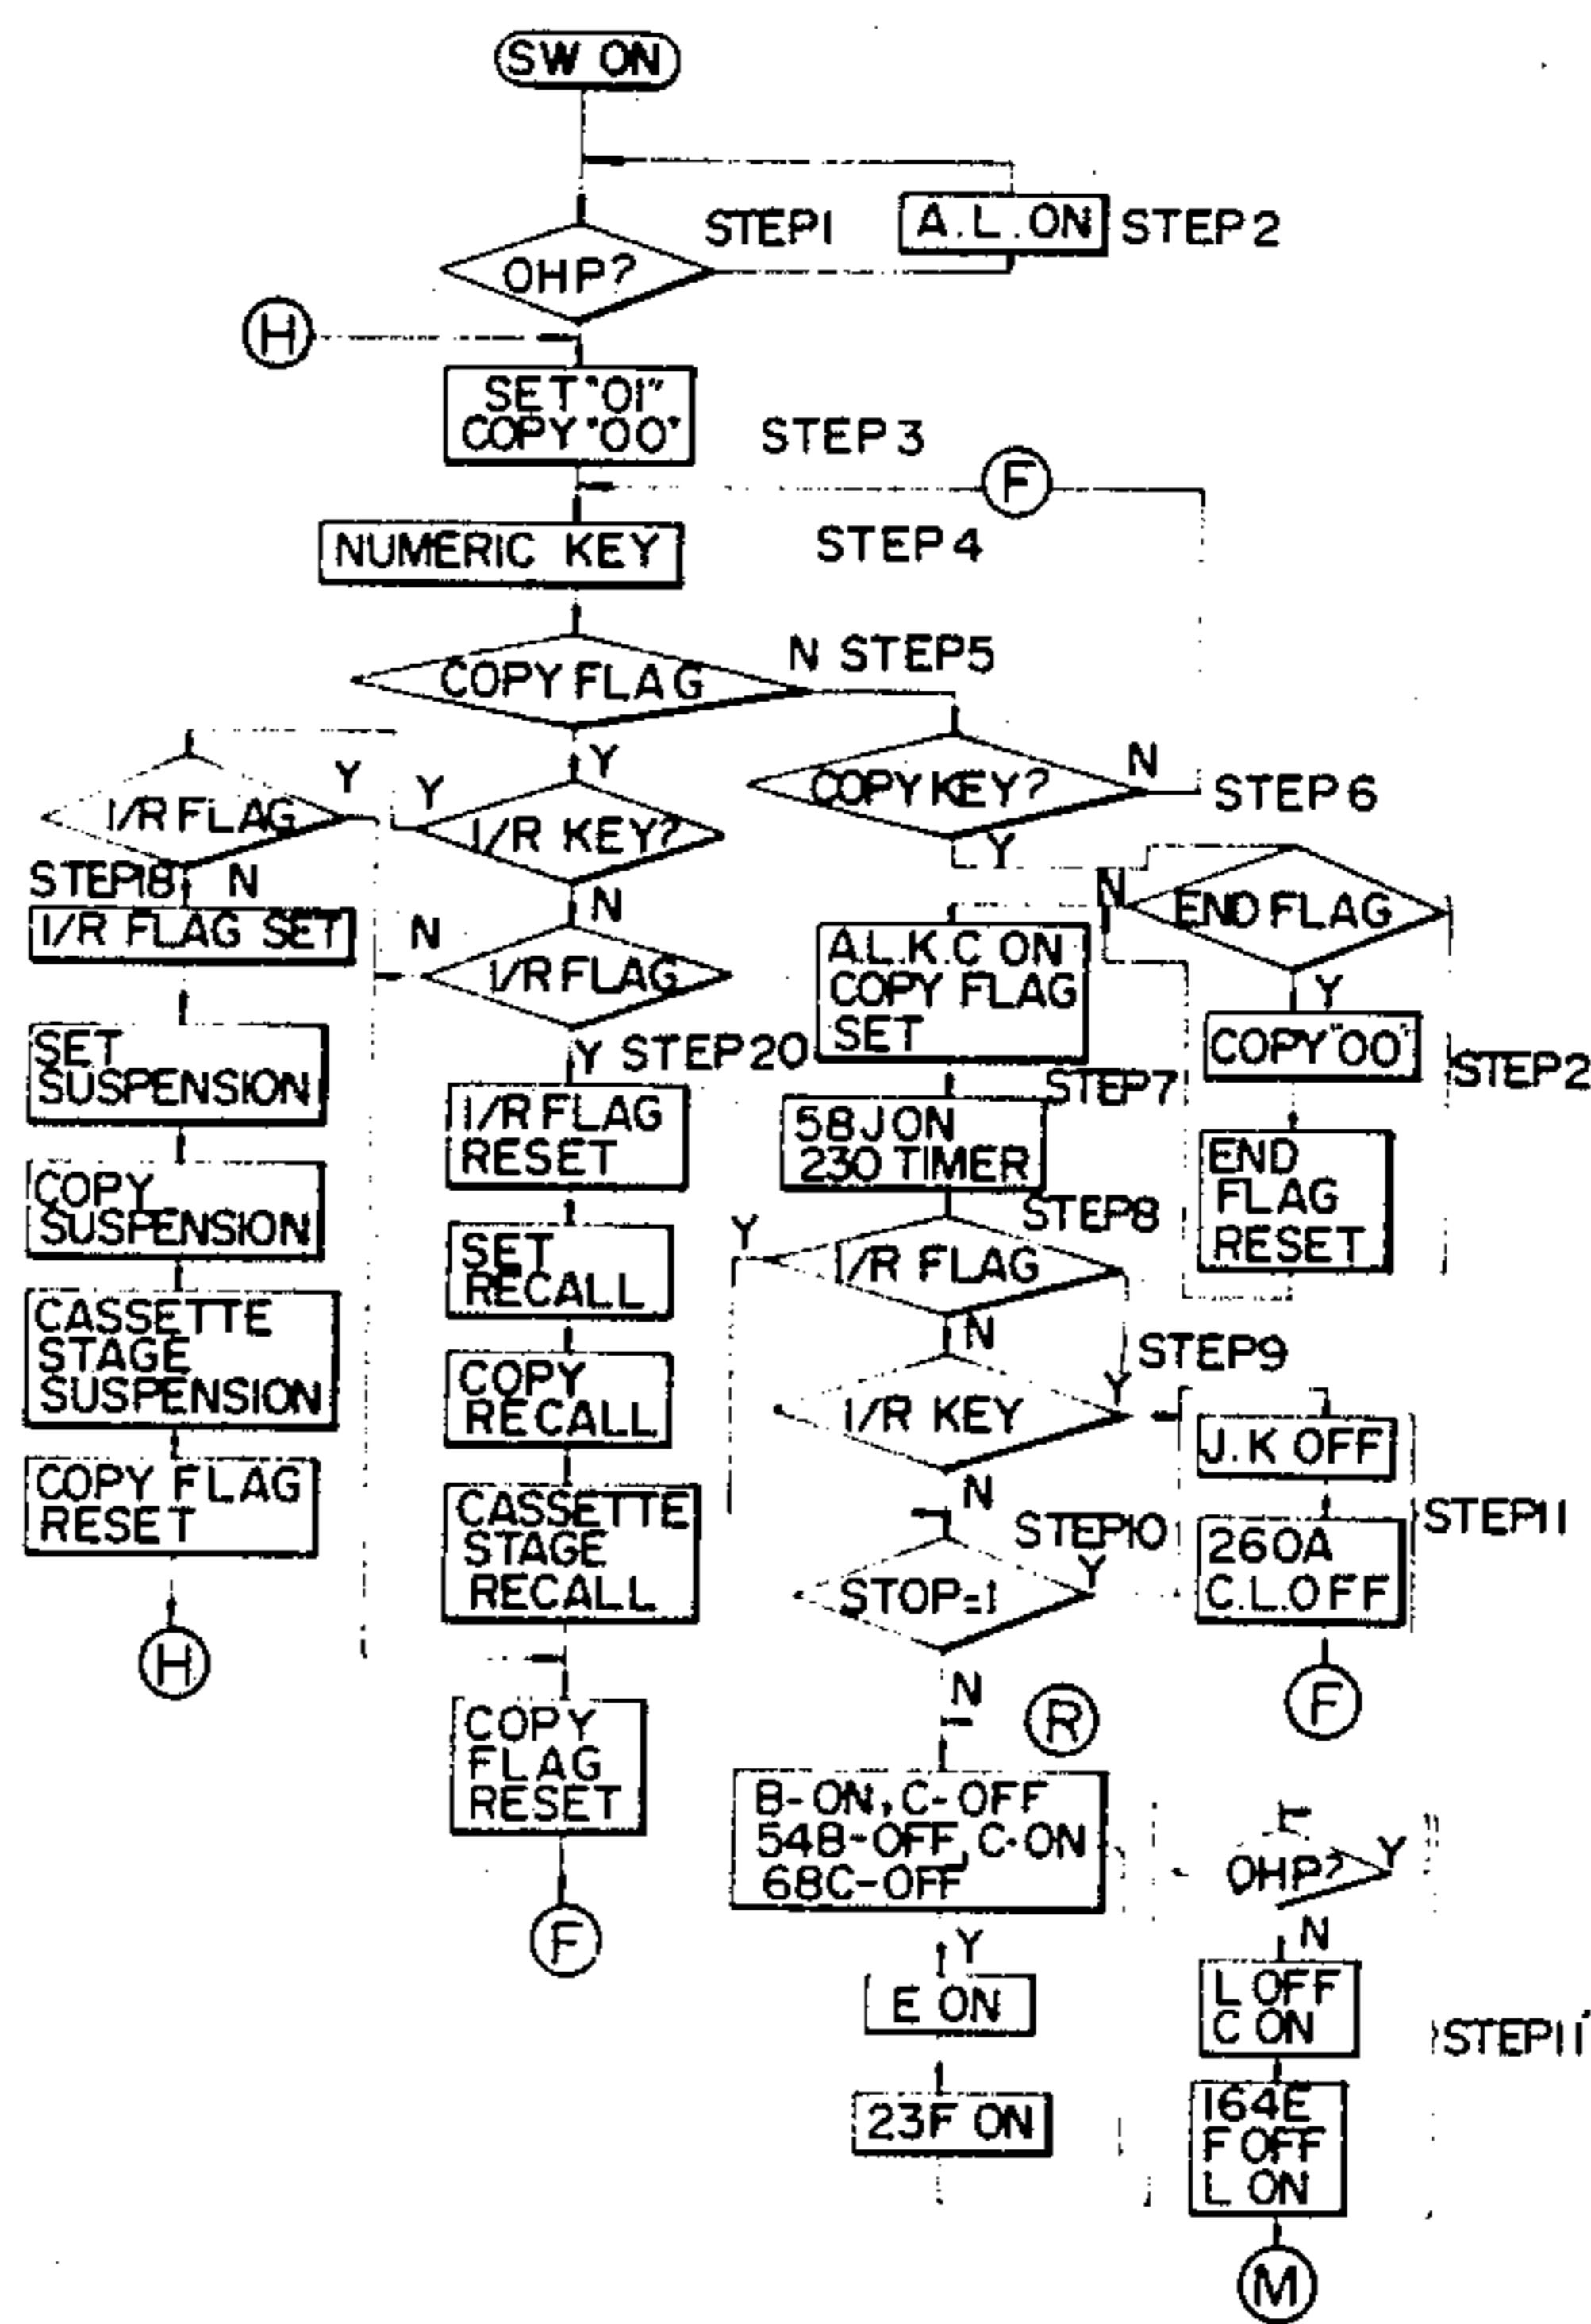 SW ON
STEP1
A.L.ON
STEP2
OHP?
H
SET "01"
COPY "00"
STEP3
F
NUMERIC KEY
STEP4
COPY FLAG
N STEP5
Y
COPY KEY?
N
STEP6
Y
I/R FLAG
Y
Y
I/R KEY?
N
STEP18
N
I/R FLAG SET
N
I/R FLAG
N
END FLAG
Y
A.L.K.C ON
COPY FLAG
SET
COPY "00"
STEP2
SET
SUSPENSION
Y STEP20
STEP7
I/R FLAG
RESET
58J ON
230 TIMER
END
FLAG
RESET
COPY
SUSPENSION
SET
RECALL
Y
STEP8
I/R FLAG
N
CASSETTE
STAGE
SUSPENSION
COPY
RECALL
STEP9
Y
I/R KEY
N
J.K OFF
COPY FLAG
RESET
CASSETTE
STAGE
RECALL
STEP10
Y
STOP=1
N
260A
C.L.OFF
STEP11
H
F
R
COPY
FLAG
RESET
B-ON, C-OFF
54B-OFF, C-ON
68C-OFF
OHP?
Y
N
F
Y
E ON
L OFF
C ON
STEP11'
23F ON
164E
F OFF
L ON
M